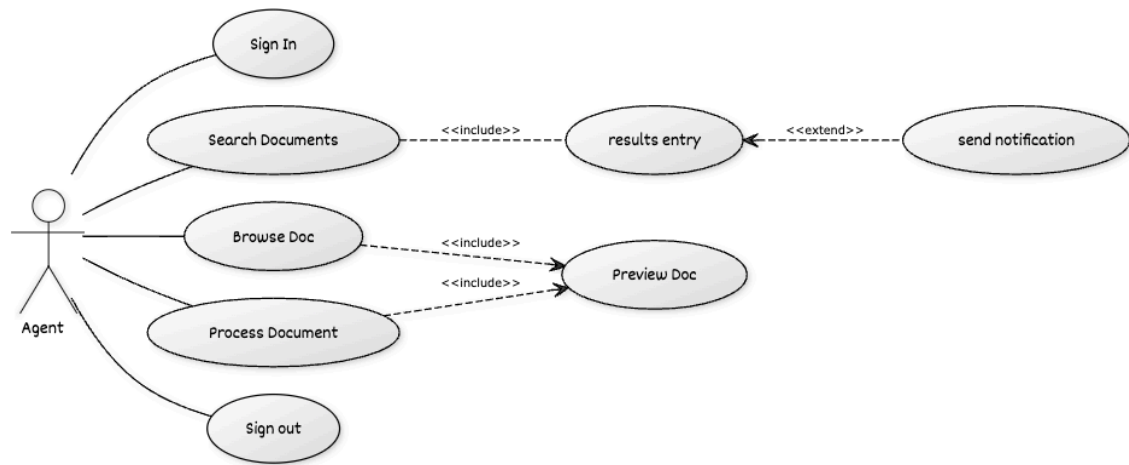 Sign In
Search Documents
<<include>>
results entry
<<extend>>
send notification
Browse Doc
<<include>>
Preview Doc
<<include>>
Agent
Process Document
Sign out